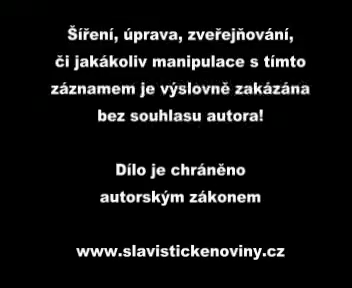 Šíření, úprava, zveřejňování,
či jakákoliv manipulace s tímto
záznamem je výslovně zakázána
bez souhlasu autora!
Dílo je chráněno
autorským zákonem
www.slavistickenoviny.cz